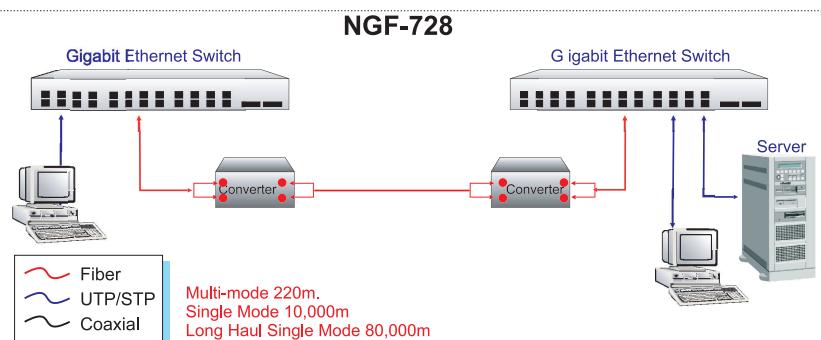 NGF-728
Gigabit Ethernet Switch
G igabit Ethernet Switch
Server
Converter
Converter
Fiber
UTP/STP
Coaxial
Multi-mode 220m.
Single Mode 10,000m
Long Haul Single Mode 80,000m